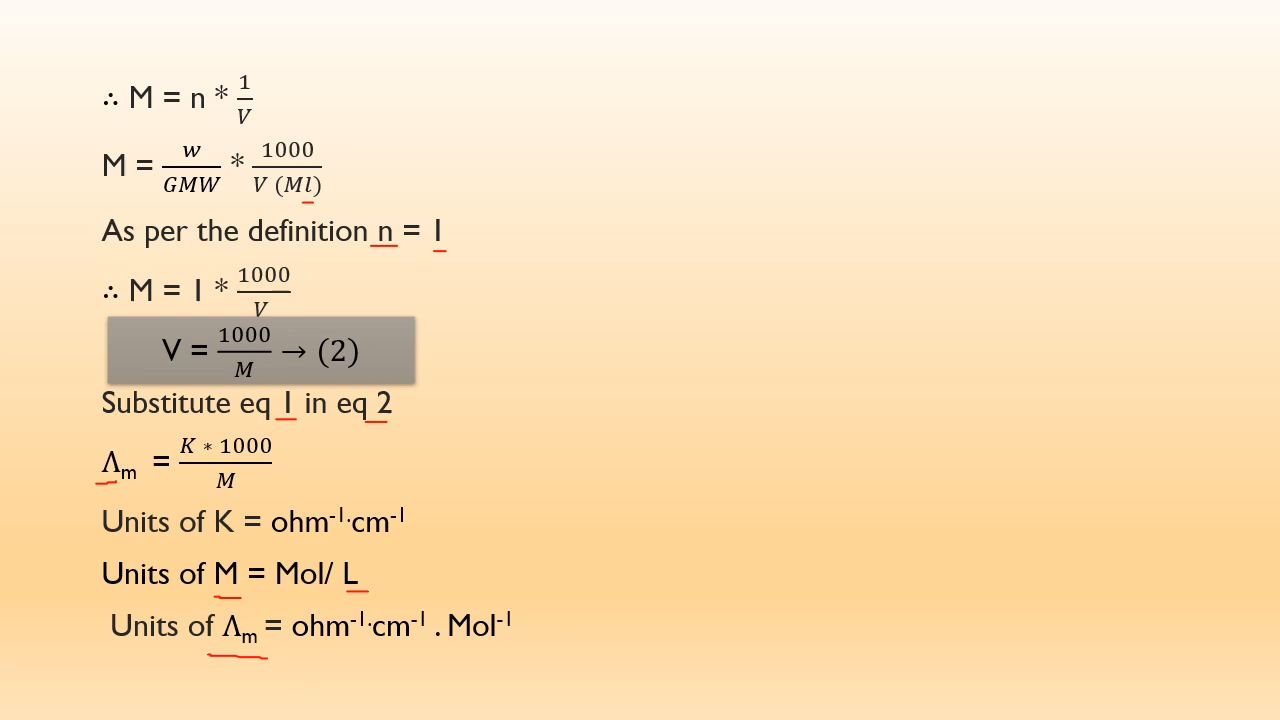 ∴ M = n * 1/V
M = w/GMW * 1000/V (Ml)
As per the definition n = 1
∴ M = 1 * 1000/V
V = 1000/M → (2)
Substitute eq 1 in eq 2
Λₘ = K * 1000/M
Units of K = ohm⁻¹·cm⁻¹
Units of M = Mol/ L
Units of Λₘ = ohm⁻¹·cm⁻¹ . Mol⁻¹